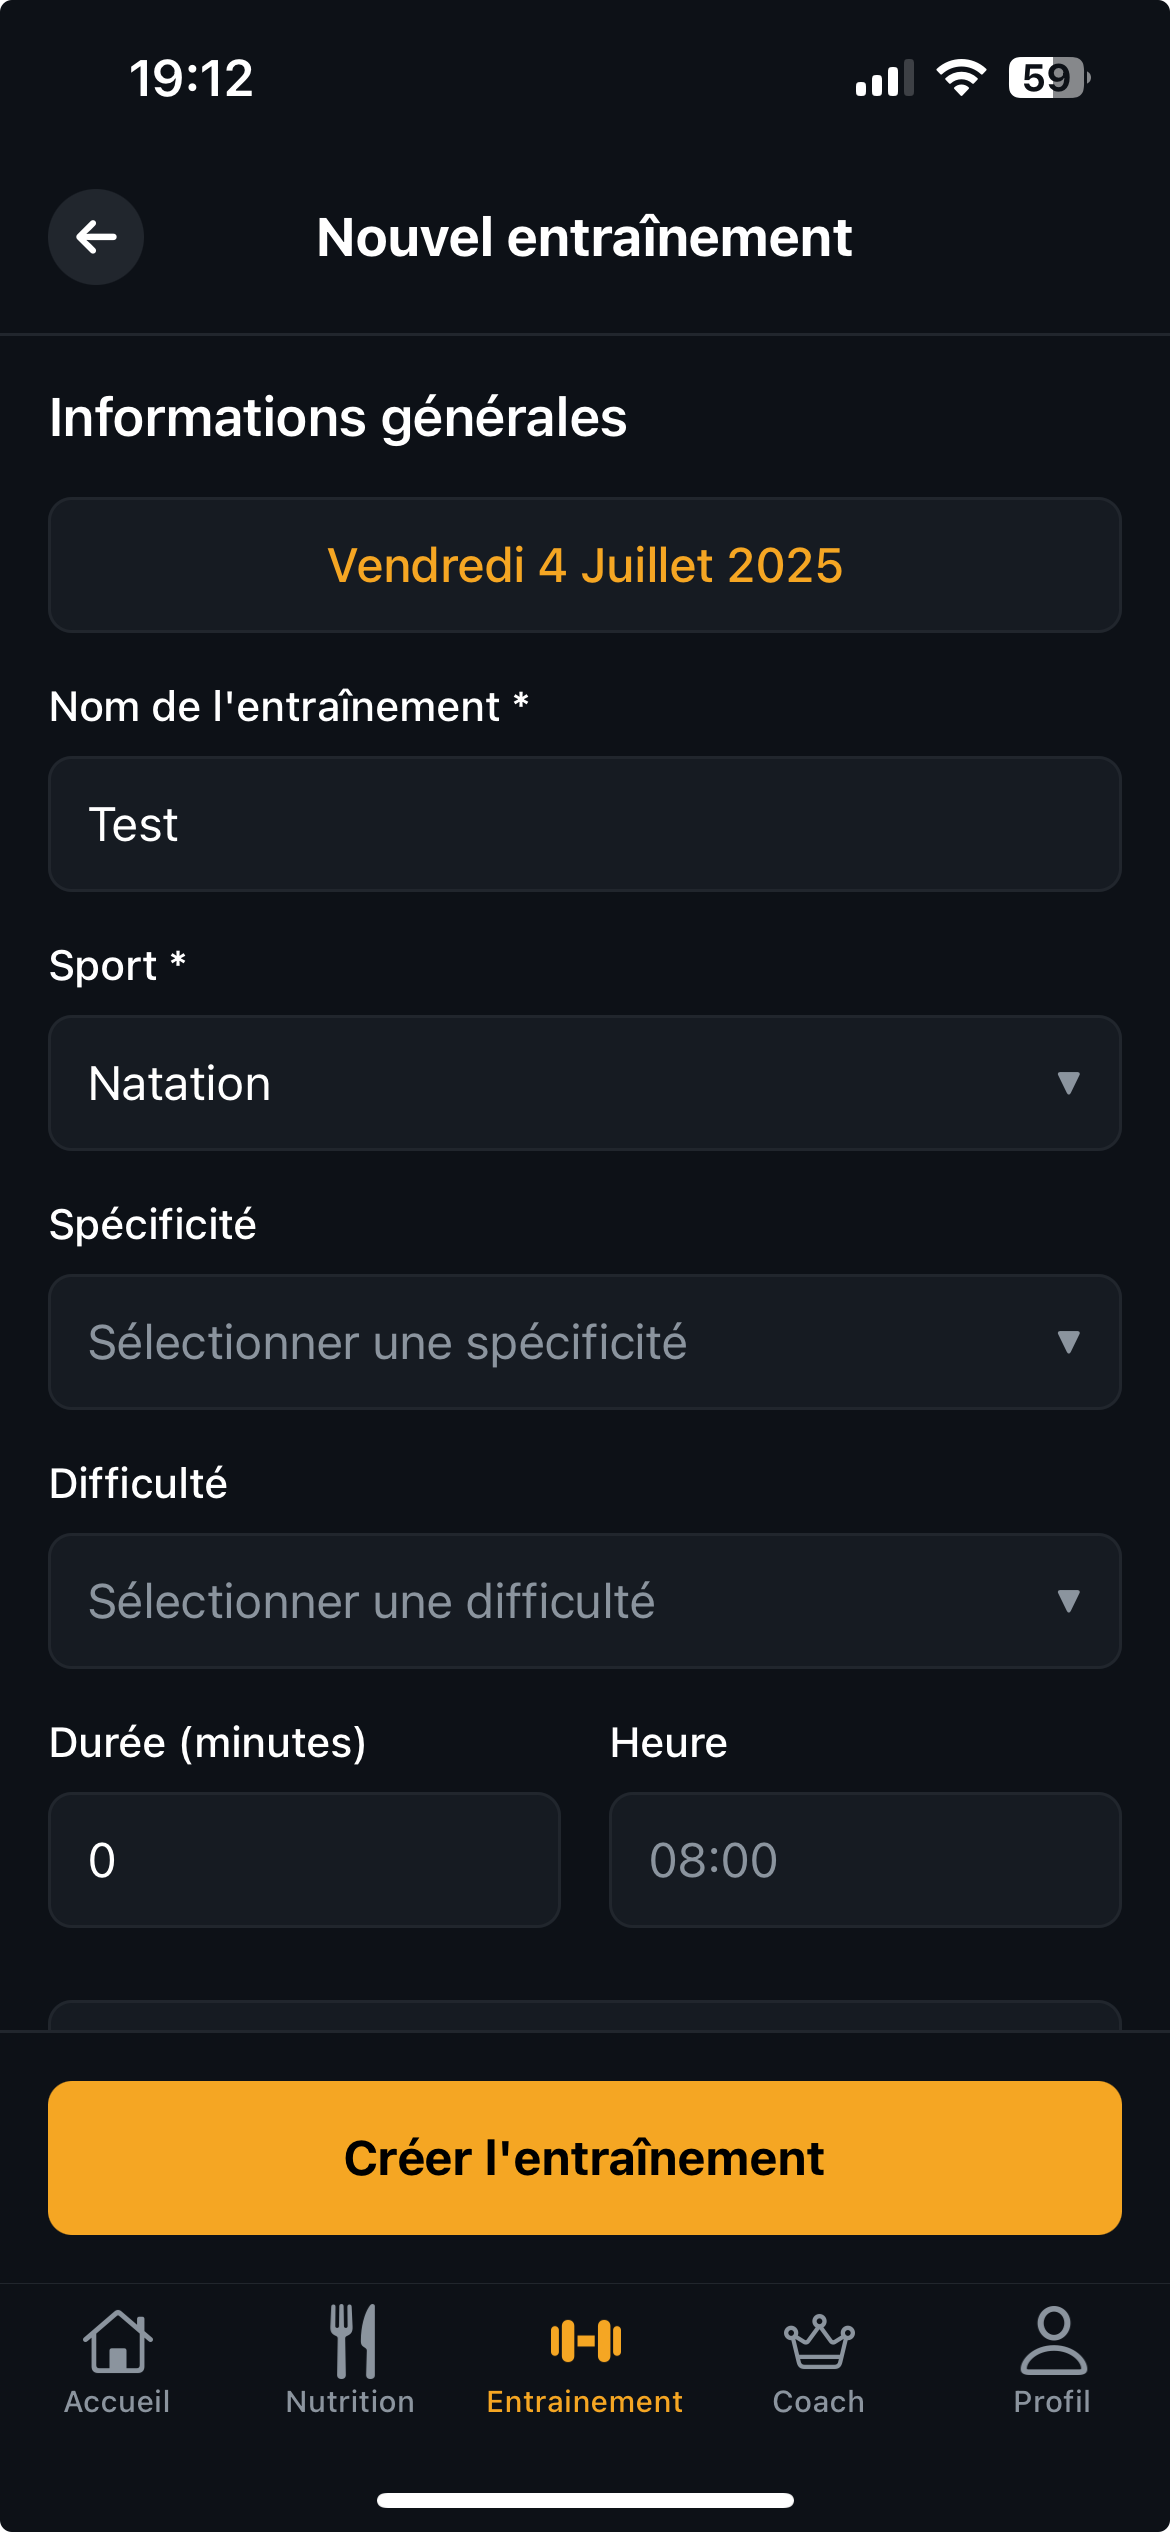 19:12
59
Nouvel entraînement
Informations générales
Vendredi 4 Juillet 2025
Nom de l'entraînement *
Test
Sport *
Natation
Spécificité
Sélectionner une spécificité
Difficulté
Sélectionner une difficulté
Durée (minutes)
Heure
0
08:00
Créer l'entraînement
Accueil
Nutrition
Entrainement
Coach
Profil